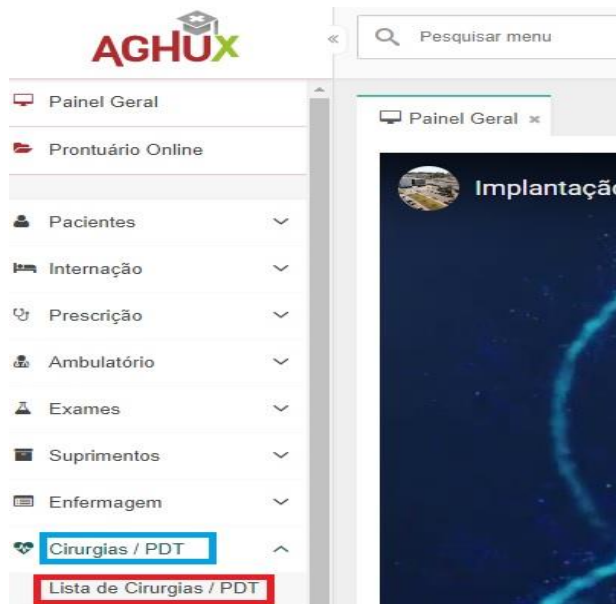 AGHUX
Pesquisar menu
Painel Geral
Prontuário Online
Pacientes
Internação
Prescrição
Ambulatório
Exames
Suprimentos
Enfermagem
Cirurgias / PDT
Lista de Cirurgias / PDT
Painel Geral
Implantação